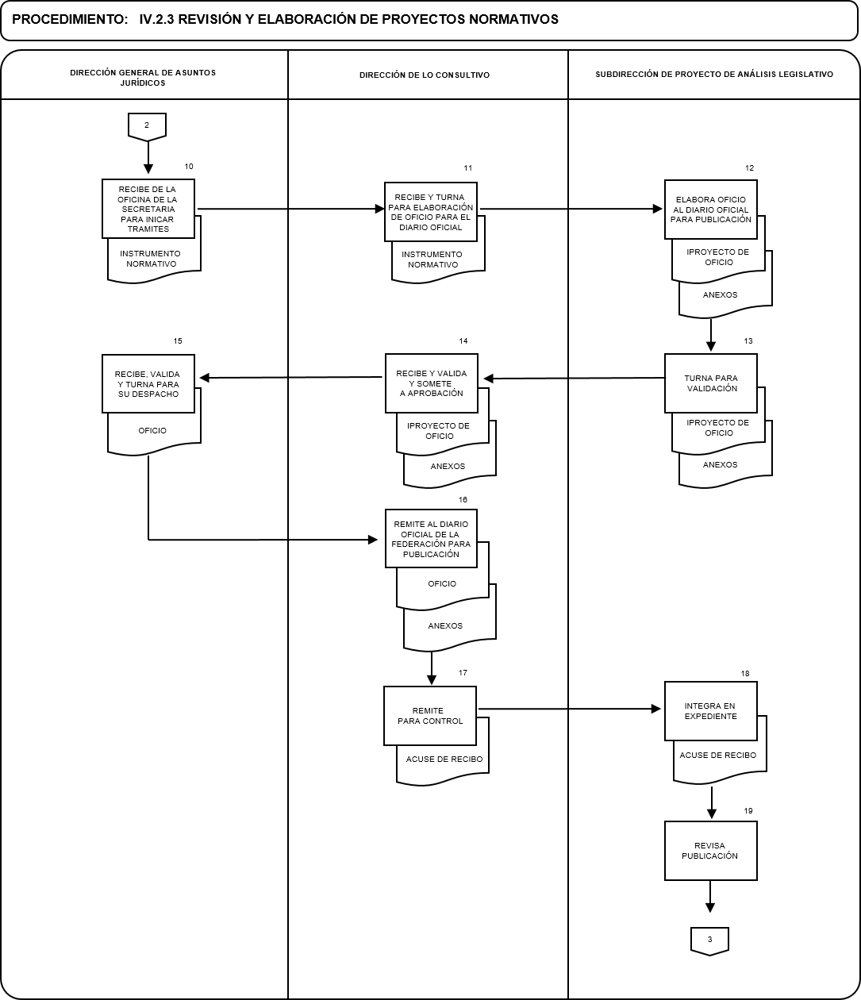 PROCEDIMIENTO:   IV.2.3 REVISIÓN Y ELABORACIÓN DE PROYECTOS NORMATIVOS
DIRECCIÓN GENERAL DE ASUNTOS
JURÍDICOS
DIRECCIÓN DE LO CONSULTIVO
SUBDIRECCIÓN DE PROYECTO DE ANÁLISIS LEGISLATIVO
2
10
RECIBE DE LA
OFICINA DE LA
SECRETARIA
PARA INICAR
TRAMITES
INSTRUMENTO
NORMATIVO
11
RECIBE Y TURNA
PARA ELABORACIÓN
DE OFICIO PARA EL
DIARIO OFICIAL
INSTRUMENTO
NORMATIVO
12
ELABORA OFICIO
AL DIARIO OFICIAL
PARA PUBLICACIÓN
IPROYECTO DE
OFICIO
ANEXOS
13
TURNA PARA
VALIDACIÓN
IPROYECTO DE
OFICIO
ANEXOS
14
RECIBE Y VALIDA
Y SOMETE
A APROBACIÓN
IPROYECTO DE
OFICIO
ANEXOS
15
RECIBE, VALIDA
Y TURNA PARA
SU DESPACHO
OFICIO
16
REMITE AL DIARIO
OFICIAL DE LA
FEDERACIÓN PARA
PUBLICACIÓN
OFICIO
ANEXOS
17
REMITE
PARA CONTROL
ACUSE DE RECIBO
18
INTEGRA EN
EXPEDIENTE
ACUSE DE RECIBO
19
REVISA
PUBLICACIÓN
3